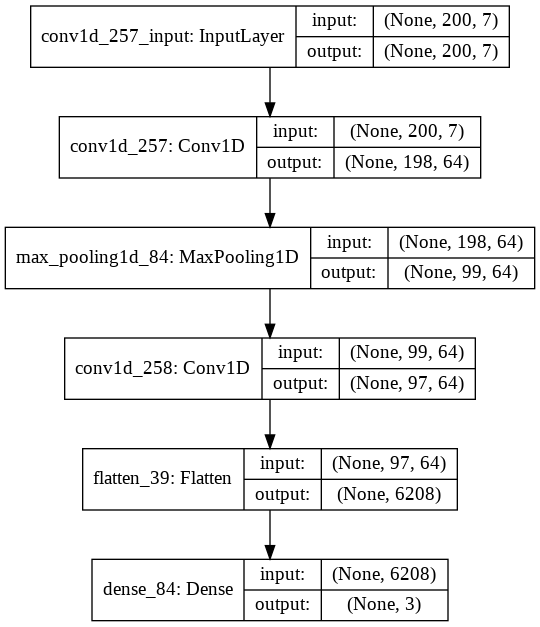 conv1d_257_input: InputLayer
input:
(None, 200, 7)
output:
(None, 200, 7)
conv1d_257: Conv1D
input:
(None, 200, 7)
output:
(None, 198, 64)
max_pooling1d_84: MaxPooling1D
input:
(None, 198, 64)
output:
(None, 99, 64)
conv1d_258: Conv1D
input:
(None, 99, 64)
output:
(None, 97, 64)
flatten_39: Flatten
input:
(None, 97, 64)
output:
(None, 6208)
dense_84: Dense
input:
(None, 6208)
output:
(None, 3)